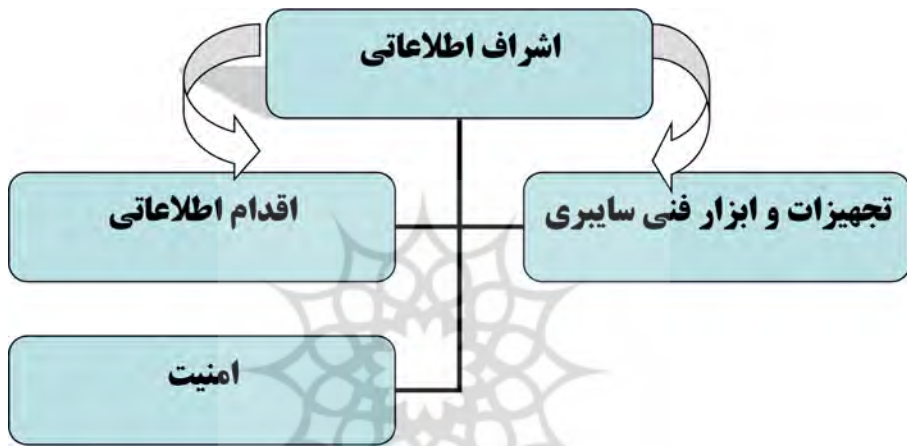 اشراف اطلاعاتی
تجهیزات و ابزار فنی سایبری
اقدام اطلاعاتی
امنیت